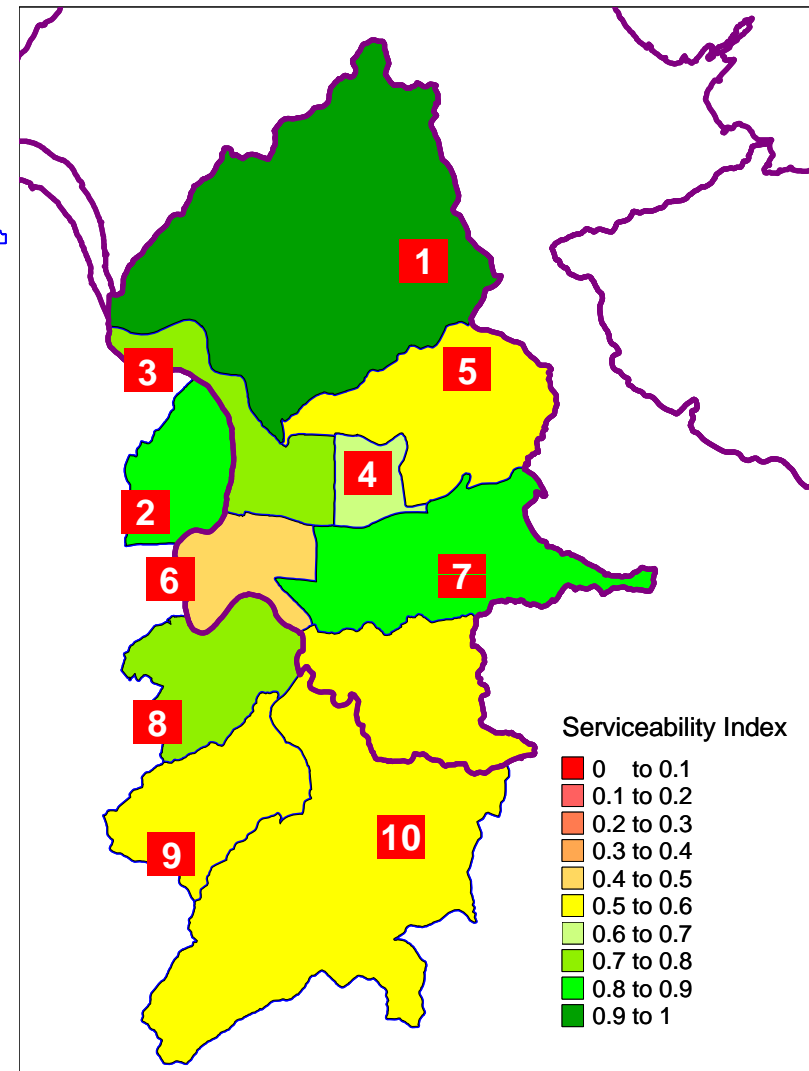 1
5
3
4
2
7
6
8
Serviceability Index
0 to 0.1
0.1 to 0.2
0.2 to 0.3
0.3 to 0.4
0.4 to 0.5
0.5 to 0.6
0.6 to 0.7
0.7 to 0.8
0.8 to 0.9
0.9 to 1
10
9